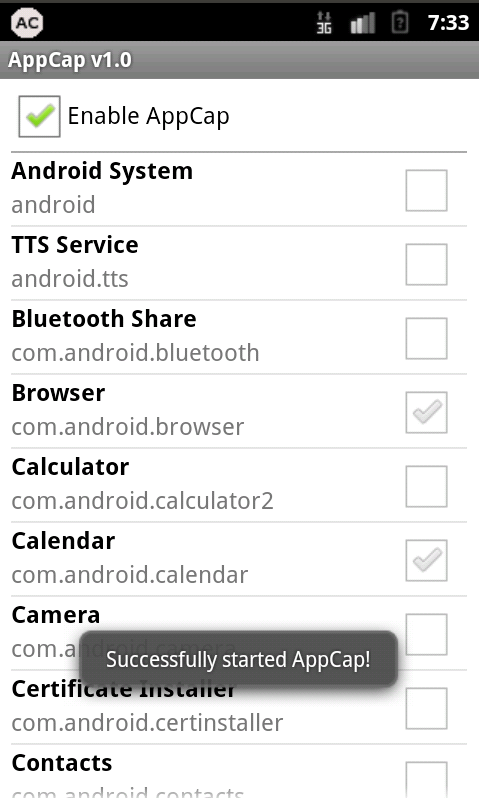 AC 3G 7:33
AppCap v1.0
Enable AppCap
Android System
android
TTS Service
android.tts
Bluetooth Share
com.android.bluetooth
Browser
com.android.browser
Calculator
com.android.calculator2
Calendar
com.android.calendar
Camera
com.android.camera
Successfully started AppCap!
Certificate Installer
com.android.certinstaller
Contacts
com.android.contacts